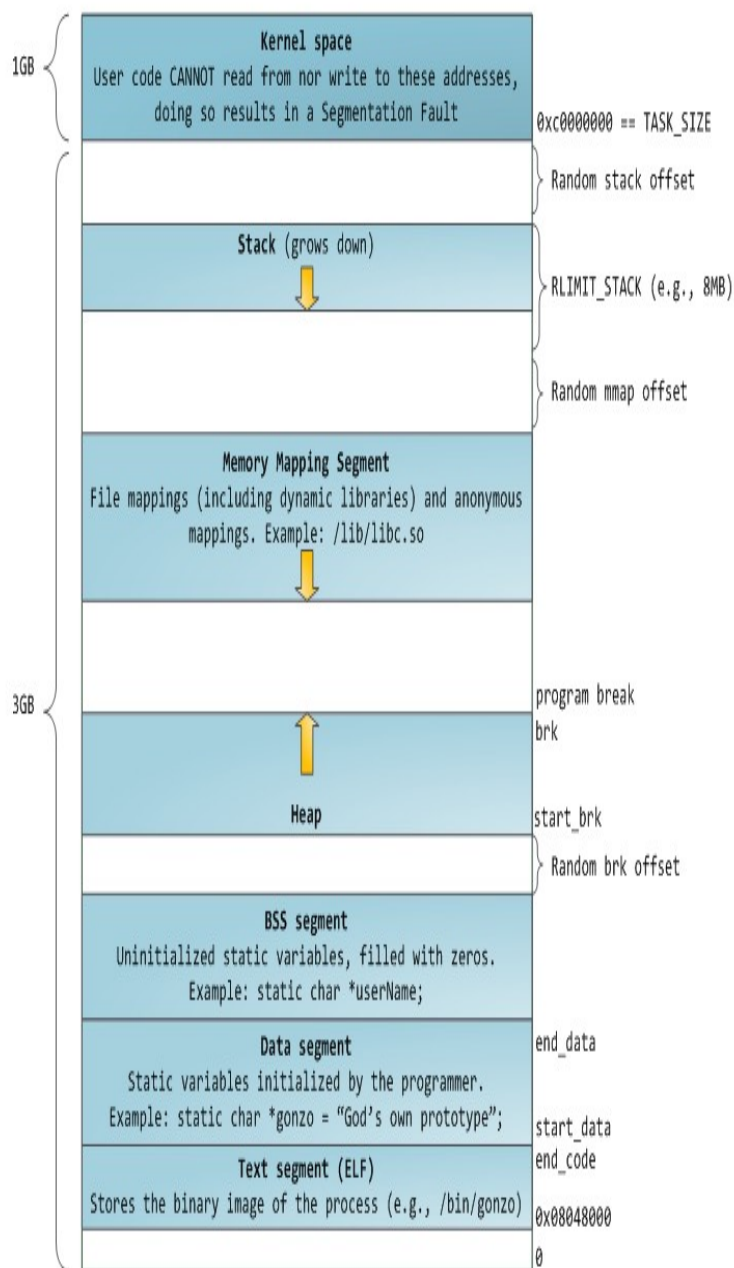 Kernel space
1GB
User code CANNOT read from nor write to these addresses,
doing so results in a Segmentation Fault
0xc0000000 == TASK_SIZE
Random stack offset
Stack (grows down)
RLIMIT_STACK (e.g., 8MB)
Random mmap offset
Memory Mapping Segment
File mappings (including dynamic libraries) and anonymous
mappings. Example: /lib/libc.so
3GB
program break
brk
Heap
start_brk
Random brk offset
BSS segment
Uninitialized static variables, filled with zeros.
Example: static char *userName;
Data segment
end_data
Static variables initialized by the programmer.
Example: static char *gonzo = “God’s own prototype”;
start_data
Text segment (ELF)
end_code
Stores the binary image of the process (e.g., /bin/gonzo)
0x08048000
0